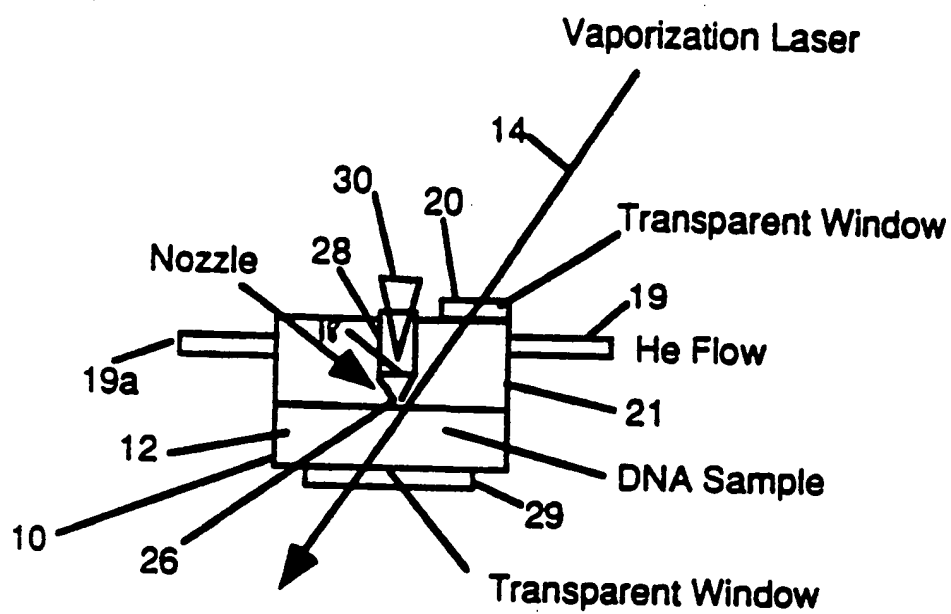 Vaporization Laser
14
30
20
Transparent Window
Nozzle
28
19
He Flow
19a
21
12
DNA Sample
29
10
26
Transparent Window